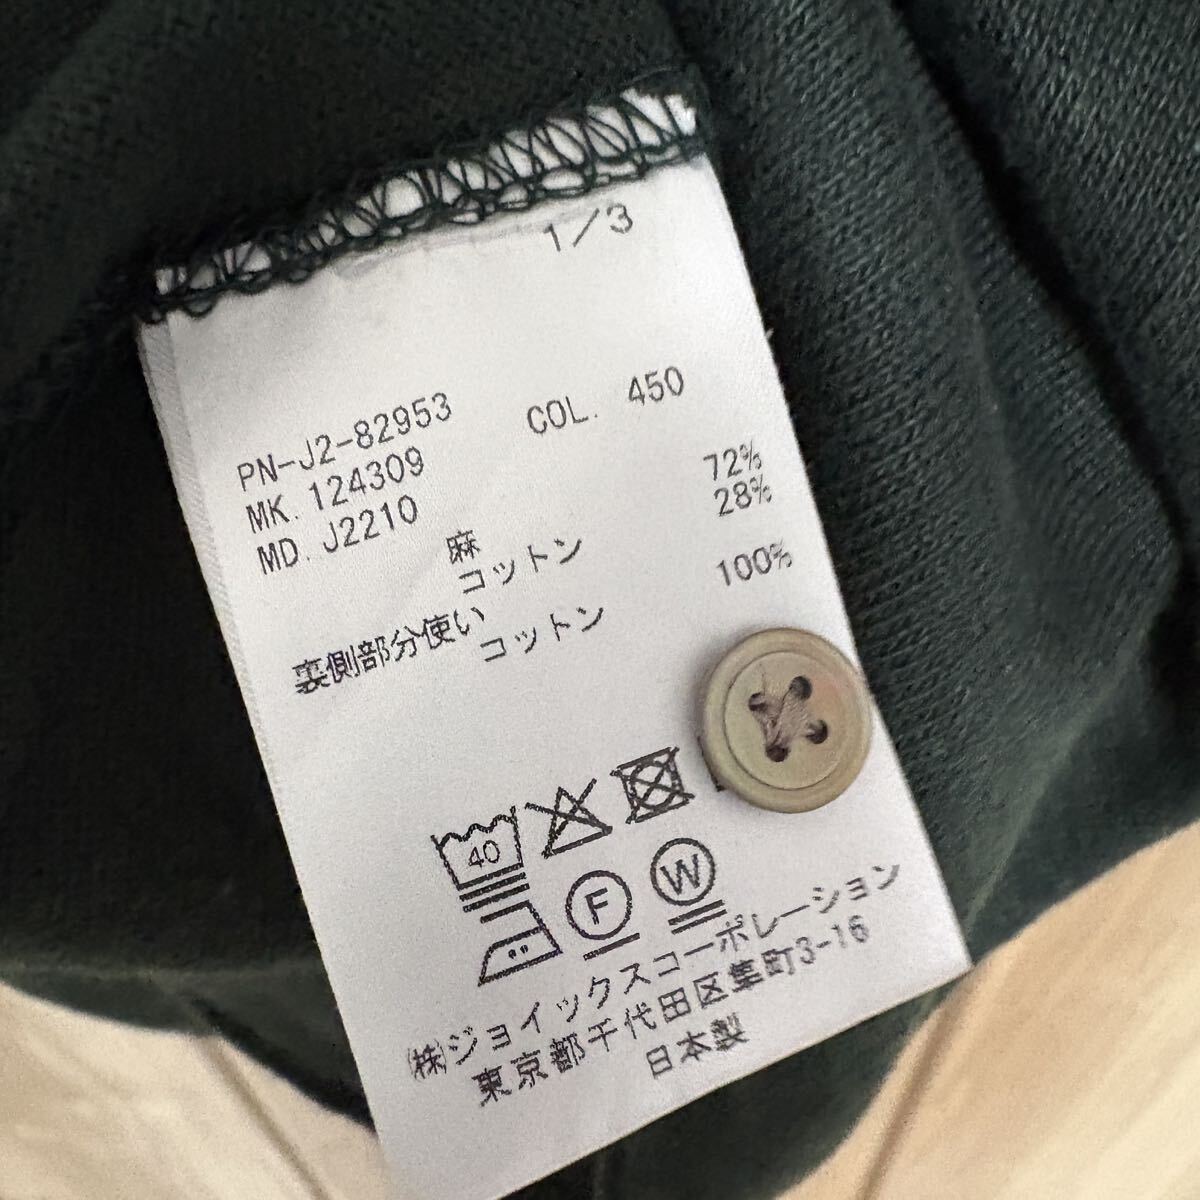 1/3
PN-J2-82953 COL. 450
MK. 124309
MD. J2210
麻 72%
コットン 28%
裏側部分使い
コットン 100%
40
F W
㈱ジョイックスコーポレーション
東京都千代田区隼町3-16
日本製